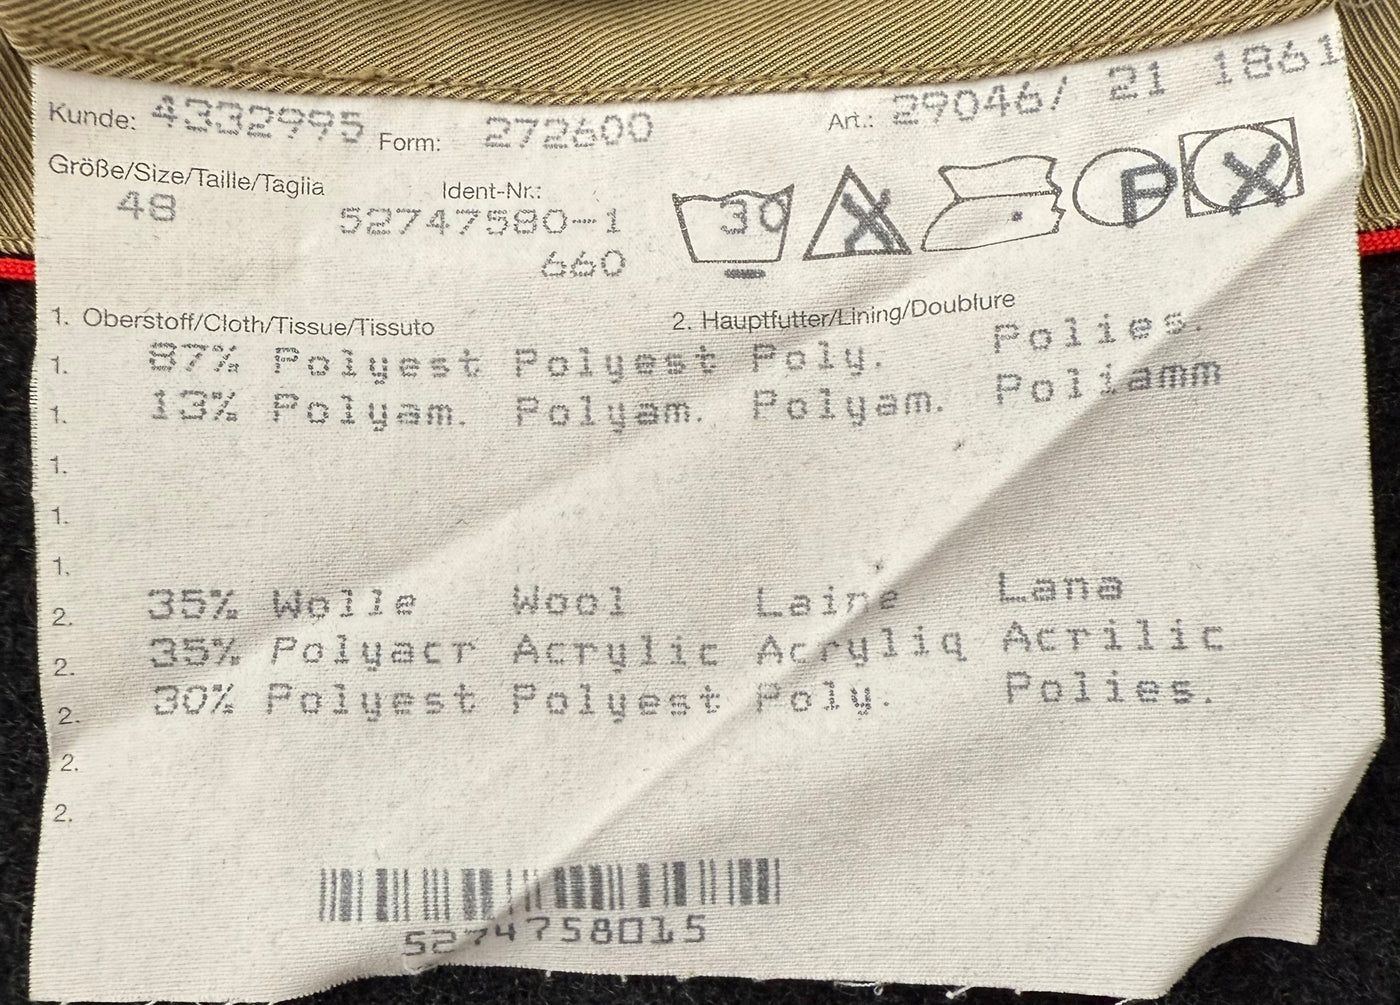 Kunde: 4332995 Form: 272600 Art.: 29046/ 21 1861
Größe/Size/Taille/Taglia Ident-Nr.:
48 52747580-1
660
30 X P X
1. Oberstoff/Cloth/Tissue/Tissuto 2. Hauptfutter/Lining/Doublure
1. 87% Polyest Polyest Poly. Polies.
1. 13% Polyam. Polyam. Polyam. Poliamm
1.
1.
1.
2. 35% Wolle Wool Laine Lana
2. 35% Polyacr Acrylic Acryliq Acrilic
2. 30% Polyest Polyest Poly. Polies.
2.
2.
5274758015